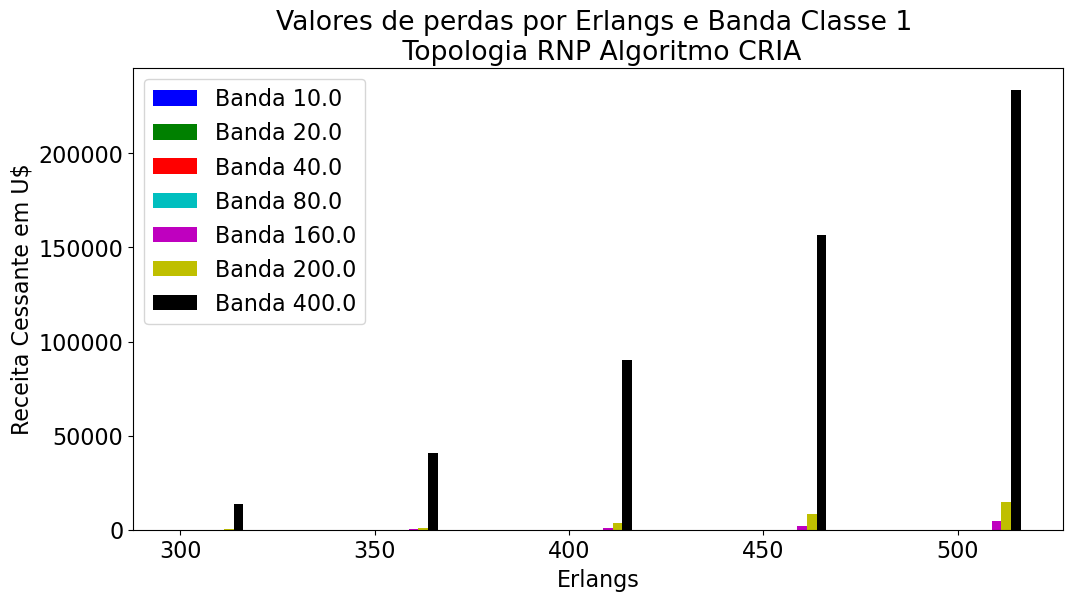 Valores de perdas por Erlangs e Banda Classe 1
Topologia RNP Algoritmo CRIA
Banda 10.0
Banda 20.0
Banda 40.0
Banda 80.0
Banda 160.0
Banda 200.0
Banda 400.0
Receita Cessante em U$
200000
150000
100000
50000
0
300 350 400 450 500
Erlangs